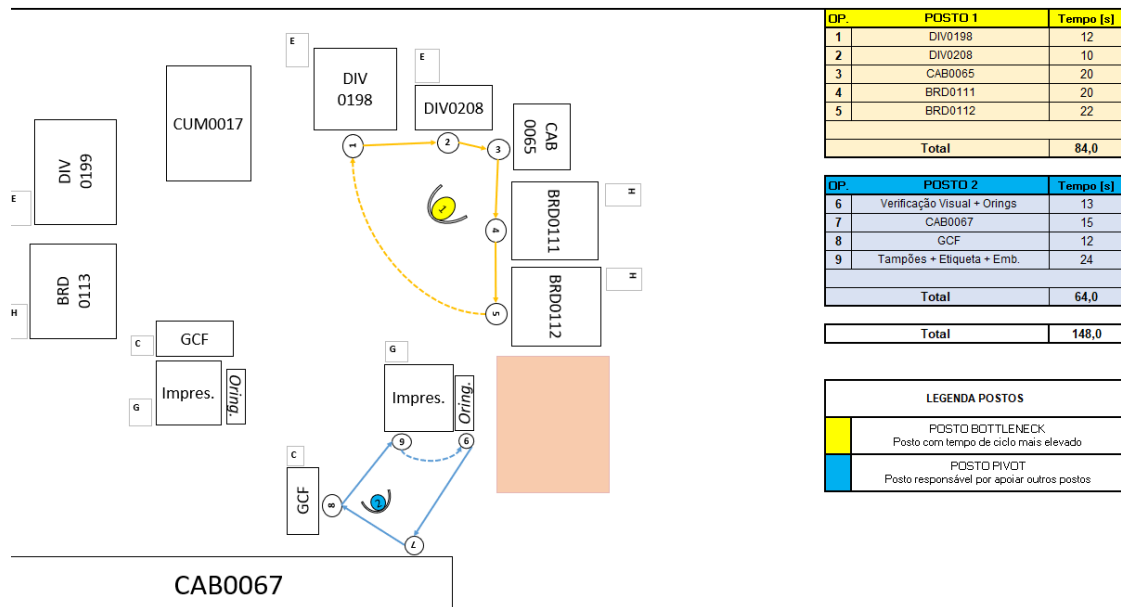 E
DIV
0198
E
DIV0208
CAB
0065
CUM0017
DIV
0199
E
BRD
0113
H
1
2
3
4
5
1
BRD0111
H
BRD0112
H
C
GCF
G
Impres.
Oring.
G
Impres.
Oring.
9
6
C
GCF
8
2
7
CAB0067
OP. POSTO 1 Tempo [s]
1 DIV0198 12
2 DIV0208 10
3 CAB0065 20
4 BRD0111 20
5 BRD0112 22
Total 84,0
OP. POSTO 2 Tempo [s]
6 Verificação Visual + Orings 13
7 CAB0067 15
8 GCF 12
9 Tampões + Etiqueta + Emb. 24
Total 64,0
Total 148,0
LEGENDA POSTOS
POSTO BOTTLENECK
Posto com tempo de ciclo mais elevado
POSTO PIVOT
Posto responsável por apoiar outros postos